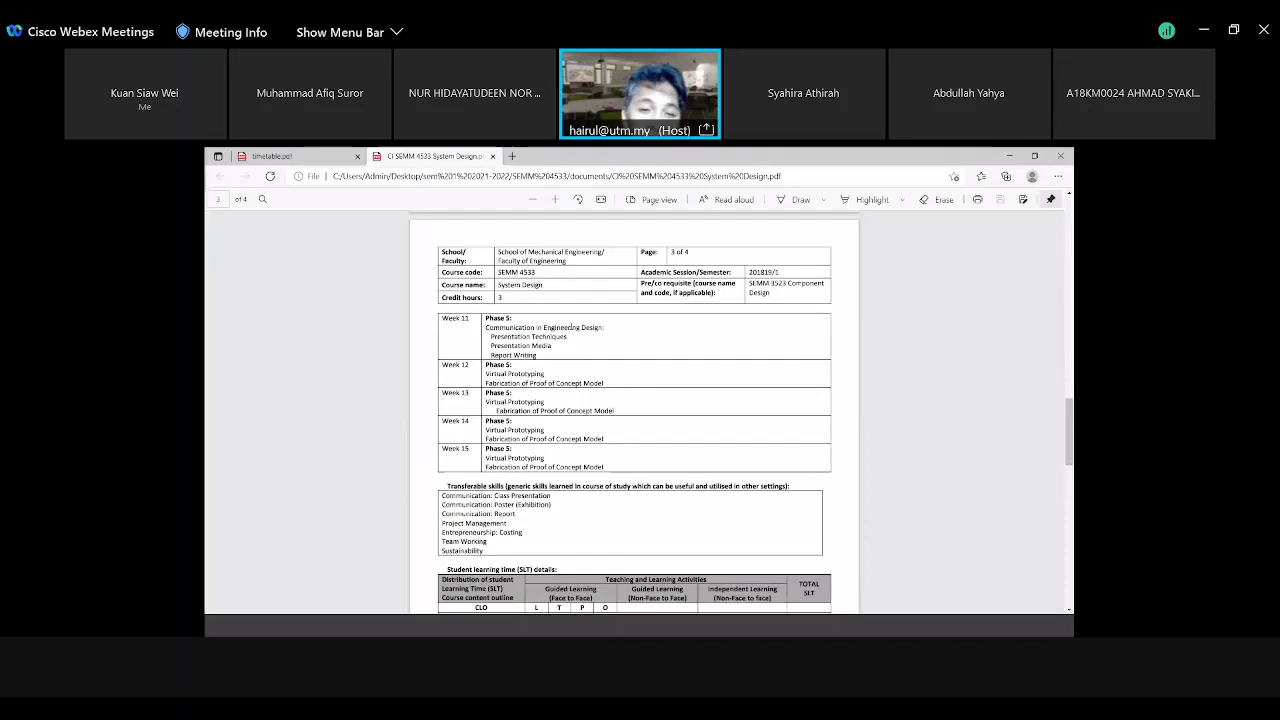 Cisco Webex Meetings
Meeting Info
Show Menu Bar
Kuan Siaw Wei
Me
Muhammad Afiq Suror
NUR HIDAYATUDEEN NOR ...
hairul@utm.my (Host)
Syahira Athirah
Abdullah Yahya
A18KM0024 AHMAD SYAKI...
timetable.pdf
CI SEMM 4533 System Design.p
File
C:/Users/Admin/Desktop/sem%201%202021-2022/SEMM%204533/documents/CI%20SEMM%204533%20System%20Design.pdf
3 of 4
Page view
Read aloud
Draw
Highlight
Erase
School/ Faculty:
School of Mechanical Engineering/
Faculty of Engineering
Page: 3 of 4
Course code: SEMM 4533
Academic Session/Semester: 201819/1
Course name: System Design
Pre/co requisite (course name and code, if applicable):
SEMM 3523 Component Design
Credit hours: 3
Week 11 Phase 5:
Communication in Engineering Design:
Presentation Techniques
Presentation Media
Report Writing
Week 12 Phase 5:
Virtual Prototyping
Fabrication of Proof of Concept Model
Week 13 Phase 5:
Virtual Prototyping
Fabrication of Proof of Concept Model
Week 14 Phase 5:
Virtual Prototyping
Fabrication of Proof of Concept Model
Week 15 Phase 5:
Virtual Prototyping
Fabrication of Proof of Concept Model
Transferable skills (generic skills learned in course of study which can be useful and utilised in other settings):
Communication: Class Presentation
Communication: Poster (Exhibition)
Communication: Report
Project Management
Entrepreneurship: Costing
Team Working
Sustainability
Student learning time (SLT) details:
Distribution of student Learning Time (SLT) Course content outline
Teaching and Learning Activities
TOTAL SLT
Guided Learning (Face to Face)
Guided Learning (Non-Face to Face)
Independent Learning (Non-Face to face)
CLO L T P O